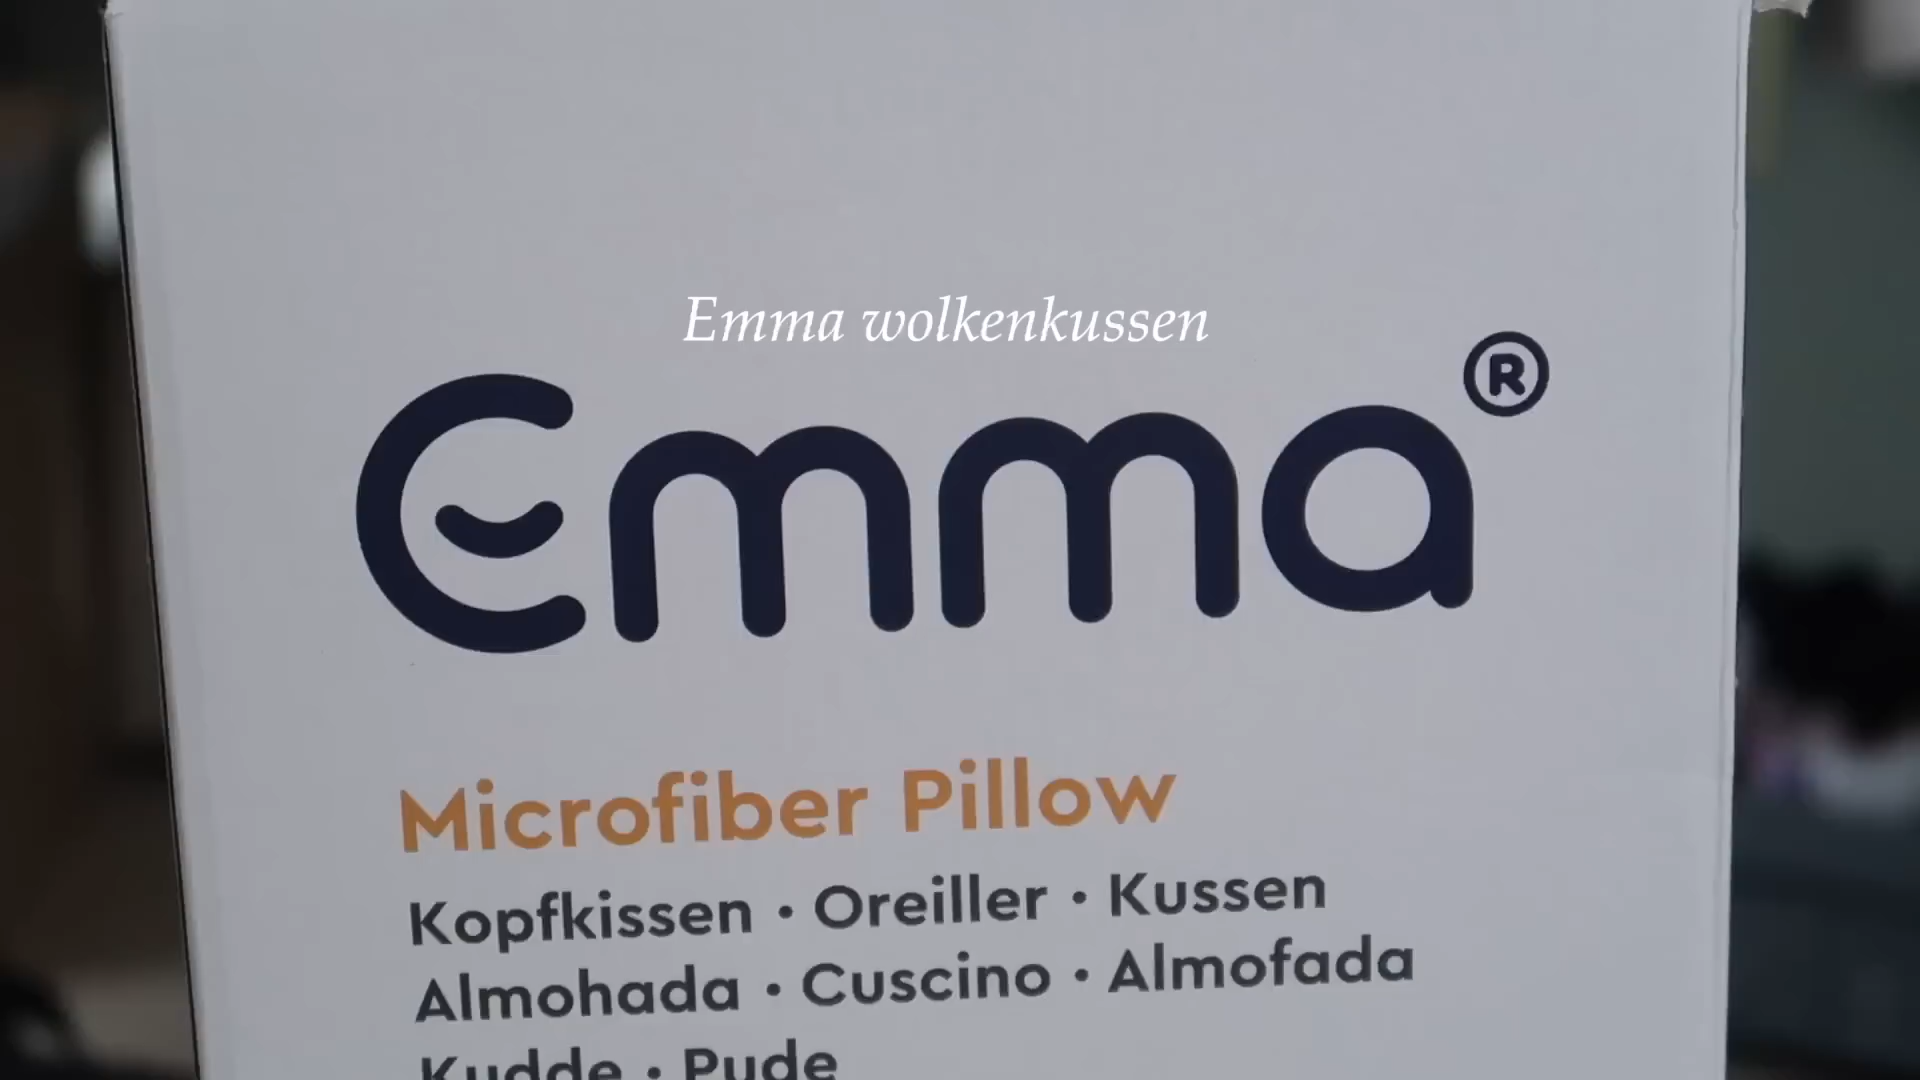 Emma wolkenkussen
Emma®
Microfiber Pillow
Kopfkissen • Oreiller • Kussen
Almohada • Cuscino • Almofada
Kudde • Pude